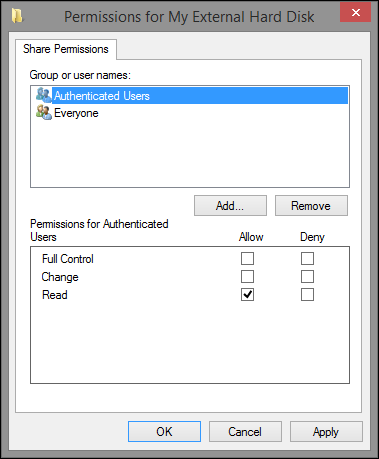 Permissions for My External Hard Disk
Share Permissions
Group or user names:
Authenticated Users
Everyone
Add... Remove
Permissions for Authenticated
Users Allow Deny
Full Control
Change
Read
OK Cancel Apply